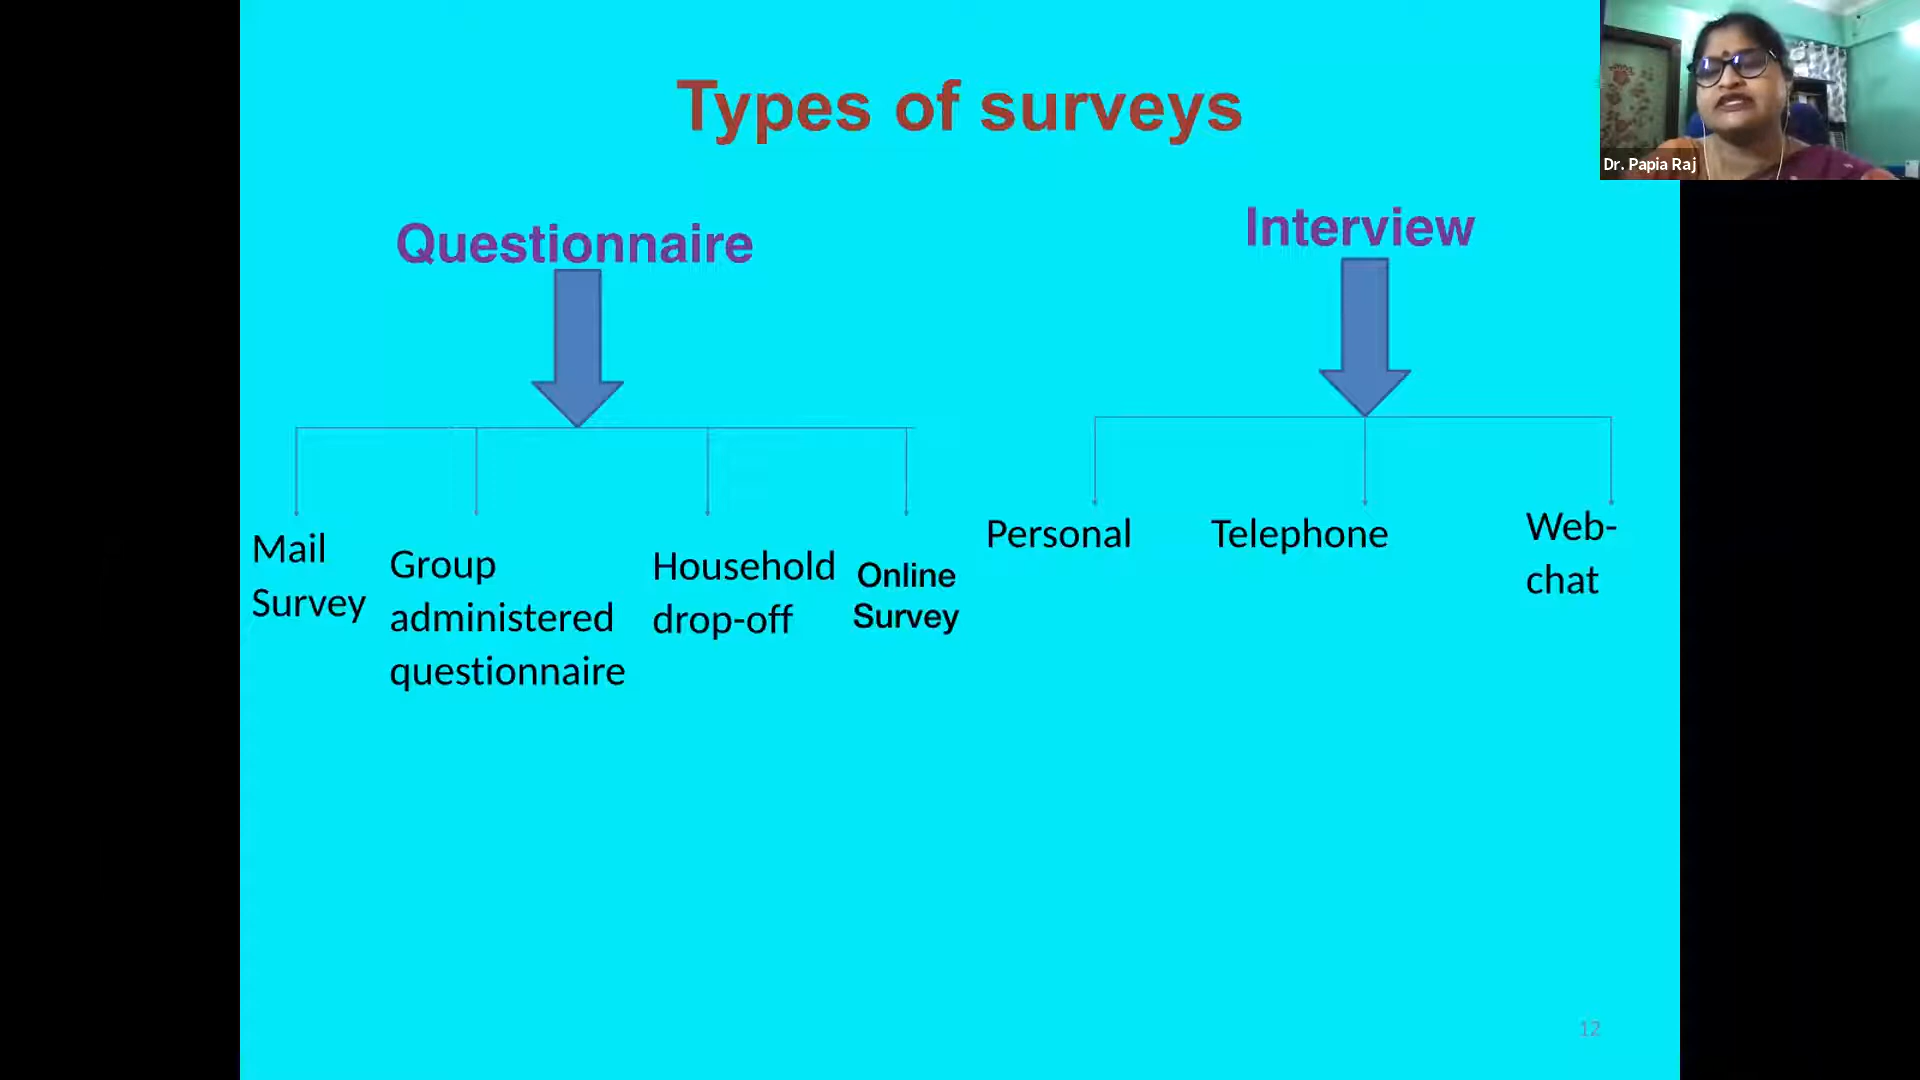 Types of surveys
Dr. Papia Raj
Questionnaire
Interview
Mail
Survey
Group
administered
questionnaire
Household
drop-off
Online
Survey
Personal
Telephone
Web-
chat
12